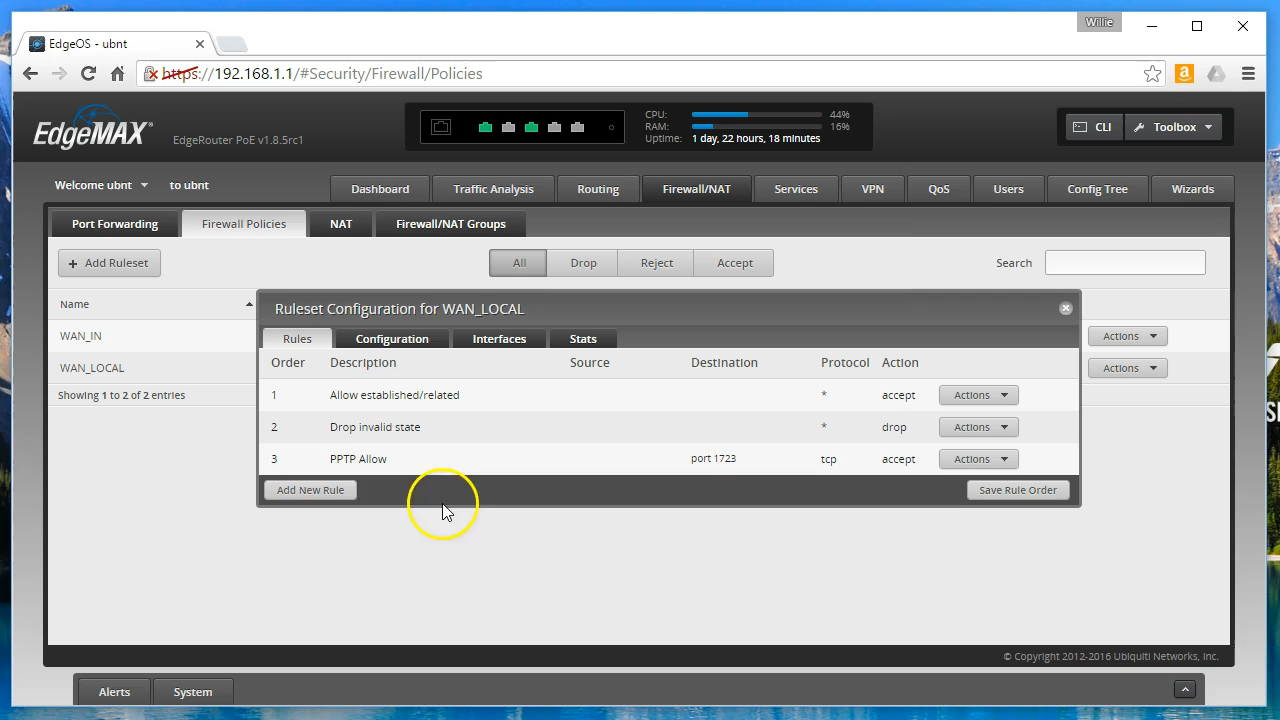 Willie
EdgeOS - ubnt
https://192.168.1.1/#Security/Firewall/Policies
EdgeMAX
EdgeRouter PoE v1.8.5rc1
CPU: 44%
RAM: 16%
Uptime: 1 day, 22 hours, 18 minutes
CLI Toolbox
Welcome ubnt to ubnt
Dashboard Traffic Analysis Routing Firewall/NAT Services VPN QoS Users Config Tree Wizards
Port Forwarding Firewall Policies NAT Firewall/NAT Groups
+ Add Ruleset All Drop Reject Accept Search
Name
Ruleset Configuration for WAN_LOCAL
WAN_IN Rules Configuration Interfaces Stats Actions
Order Description Source Destination Protocol Action
WAN_LOCAL Actions
Showing 1 to 2 of 2 entries
1 Allow established/related * accept Actions
2 Drop invalid state * drop Actions
3 PPTP Allow port 1723 tcp accept Actions
Add New Rule Save Rule Order
© Copyright 2012-2016 Ubiquiti Networks, Inc.
Alerts System